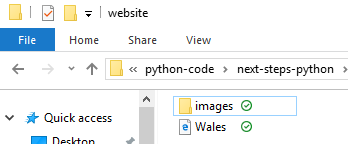 website
File
Home
Share
View
« python-code › next-steps-python ›
Quick access
Desktop
images
Wales